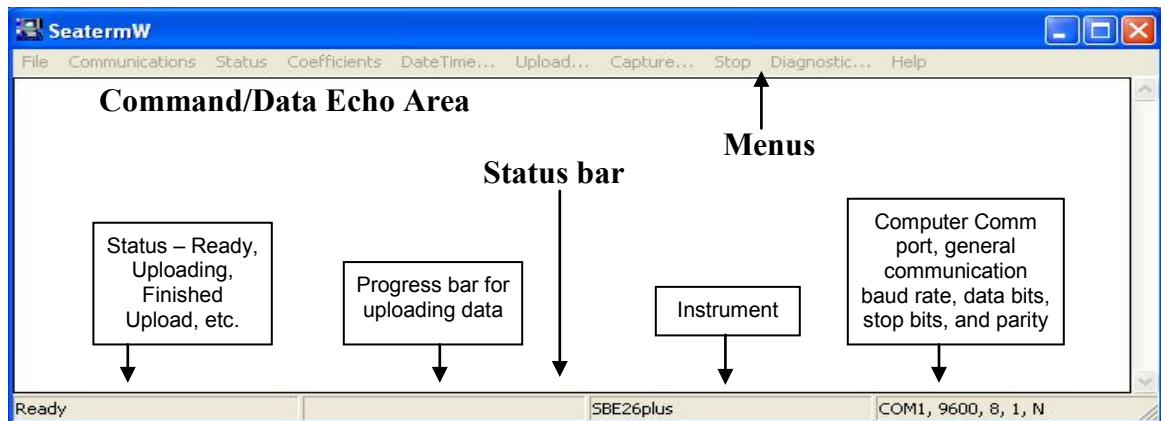 SeatermW
File Communications Status Coefficients DateTime... Upload... Capture... Stop Diagnostic... Help
Command/Data Echo Area
Menus
Status bar
Status – Ready,
Uploading,
Finished
Upload, etc.
Progress bar for
uploading data
Instrument
Computer Comm
port, general
communication
baud rate, data bits,
stop bits, and parity
Ready
SBE26plus
COM1, 9600, 8, 1, N